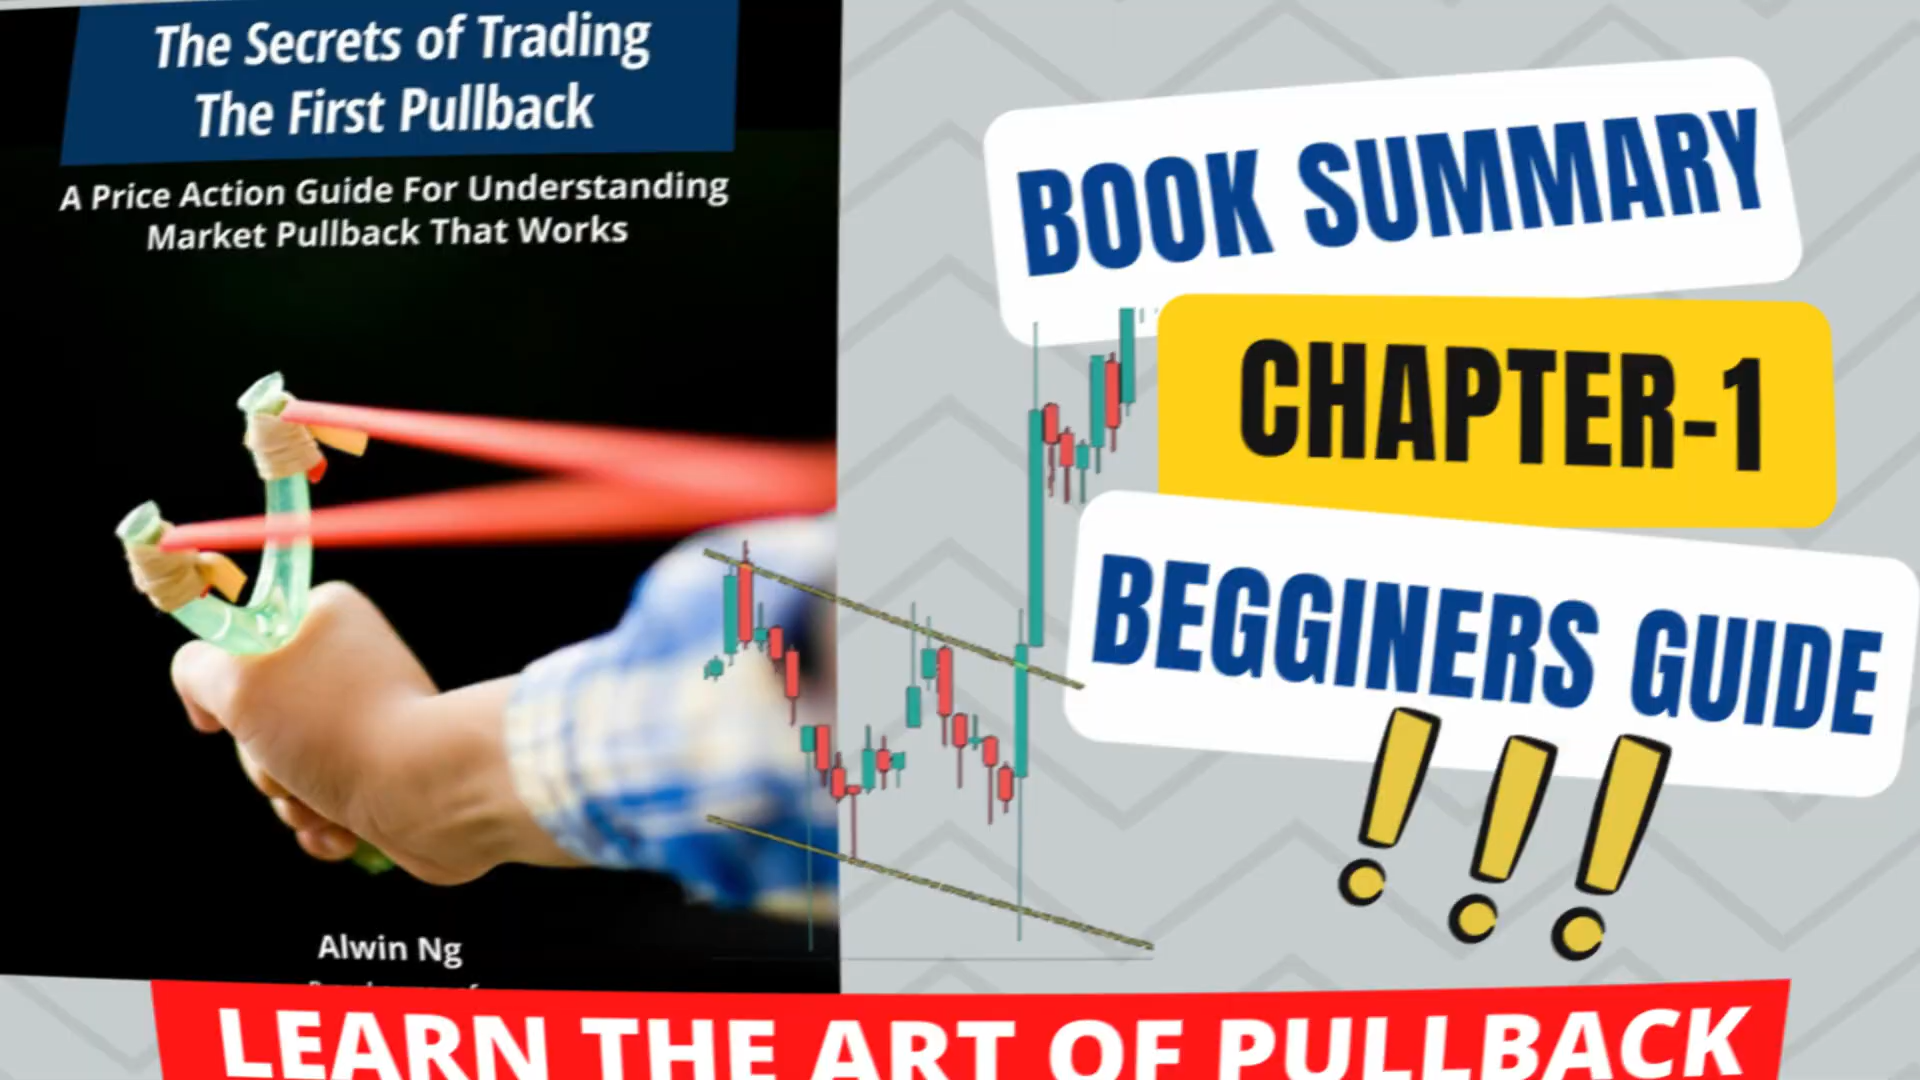 The Secrets of Trading
The First Pullback
A Price Action Guide For Understanding
Market Pullback That Works
Alwin Ng
BOOK SUMMARY
CHAPTER-1
BEGGINERS GUIDE
!!!
LEARN THE ART OF PULLBACK